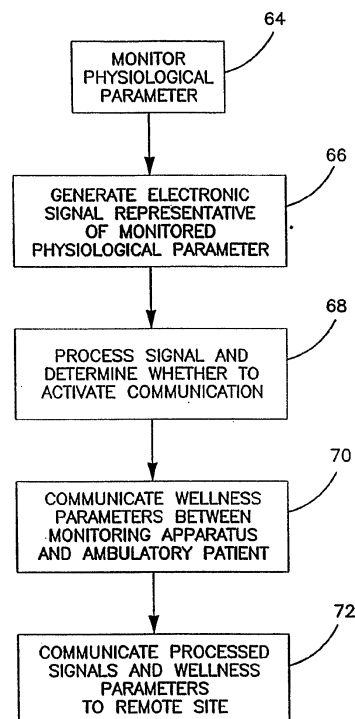 64
MONITOR
PHYSIOLOGICAL
PARAMETER
66
GENERATE ELECTRONIC
SIGNAL REPRESENTATIVE
OF MONITORED
PHYSIOLOGICAL PARAMETER
68
PROCESS SIGNAL AND
DETERMINE WHETHER TO
ACTIVATE COMMUNICATION
70
COMMUNICATE WELLNESS
PARAMETERS BETWEEN
MONITORING APPARATUS
AND AMBULATORY PATIENT
72
COMMUNICATE PROCESSED
SIGNALS AND WELLNESS
PARAMETERS
TO REMOTE SITE